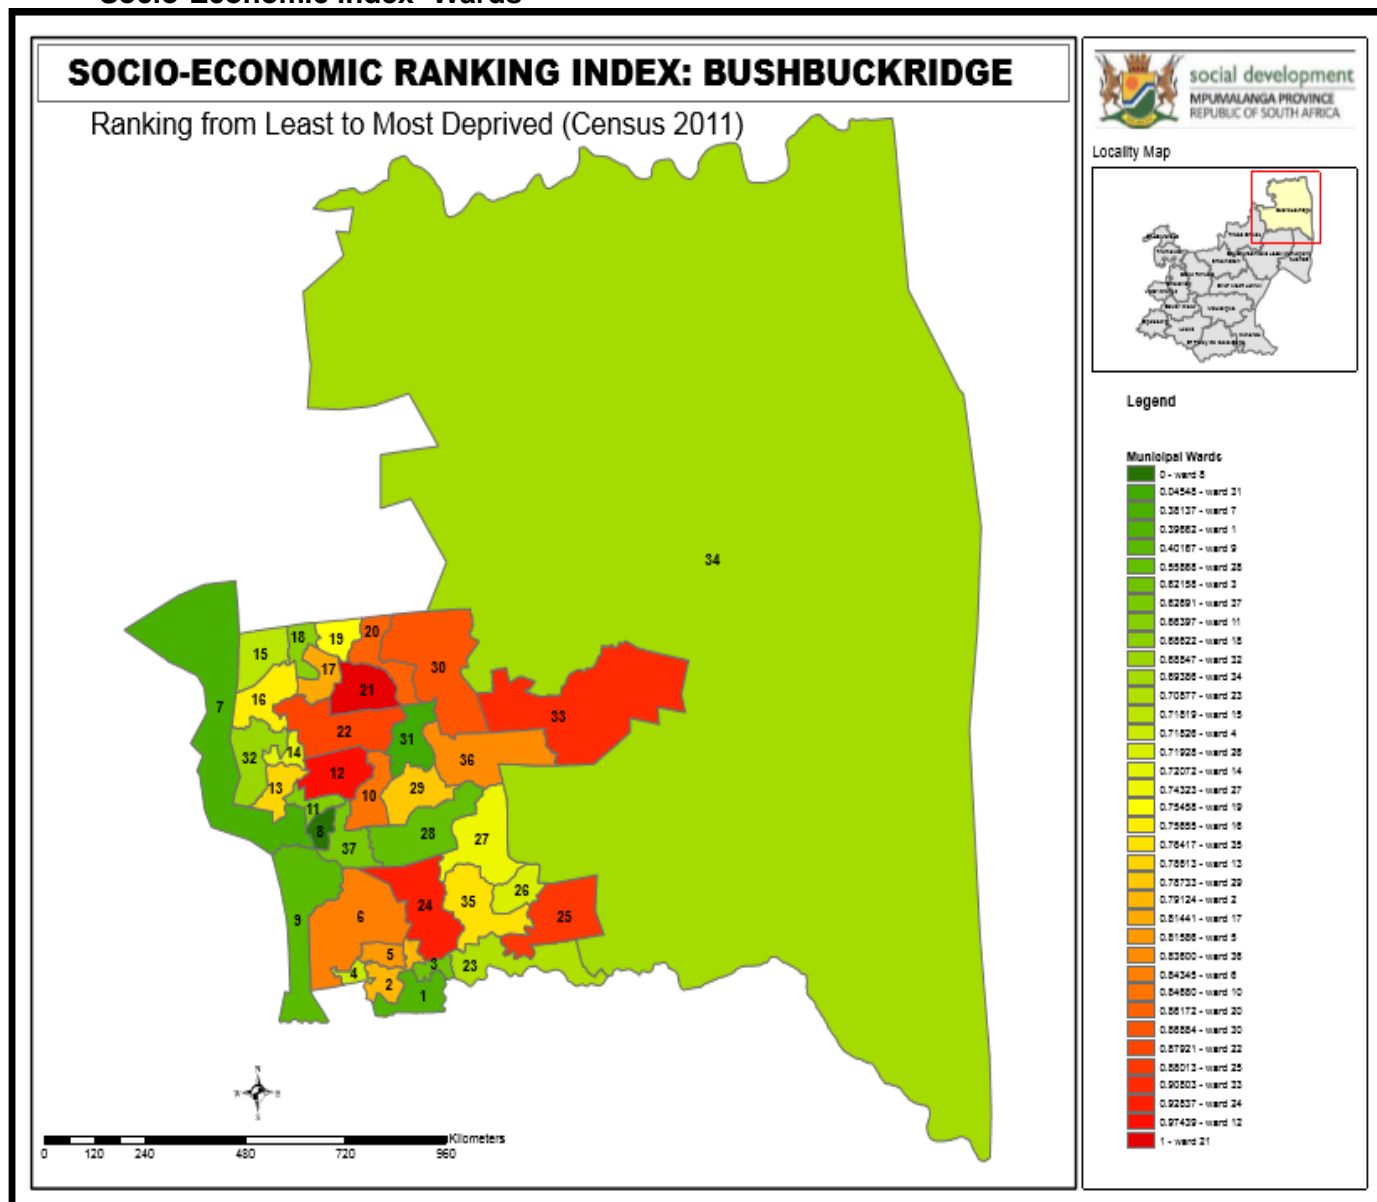 Socio-Economic Index- Wards
SOCIO-ECONOMIC RANKING INDEX: BUSHBUCKRIDGE
Ranking from Least to Most Deprived (Census 2011)
social development
MPUMALANGA PROVINCE
REPUBLIC OF SOUTH AFRICA
Locality Map
Legend
Municipal Wards
0 - ward 8
0.04548 - ward 31
0.38137 - ward 7
0.39662 - ward 1
0.40167 - ward 9
0.55868 - ward 28
0.62158 - ward 3
0.62691 - ward 37
0.66397 - ward 11
0.68622 - ward 18
0.68847 - ward 32
0.69386 - ward 34
0.70877 - ward 23
0.71819 - ward 15
0.71826 - ward 4
0.71928 - ward 26
0.72072 - ward 14
0.74323 - ward 27
0.75458 - ward 19
0.75855 - ward 16
0.76417 - ward 35
0.78613 - ward 13
0.78733 - ward 29
0.79124 - ward 2
0.81441 - ward 17
0.81586 - ward 5
0.83600 - ward 36
0.84345 - ward 6
0.84680 - ward 10
0.86172 - ward 20
0.86884 - ward 30
0.87921 - ward 22
0.88013 - ward 25
0.90803 - ward 33
0.92837 - ward 24
0.97439 - ward 12
1 - ward 21
34
18
19
20
15
17
30
21
16
7
33
22
31
32
14
36
12
13
29
10
11
8
28
27
37
26
35
24
6
9
25
5
3
23
4
2
1
N
W
E
S
Kilometers
0
120
240
480
720
960